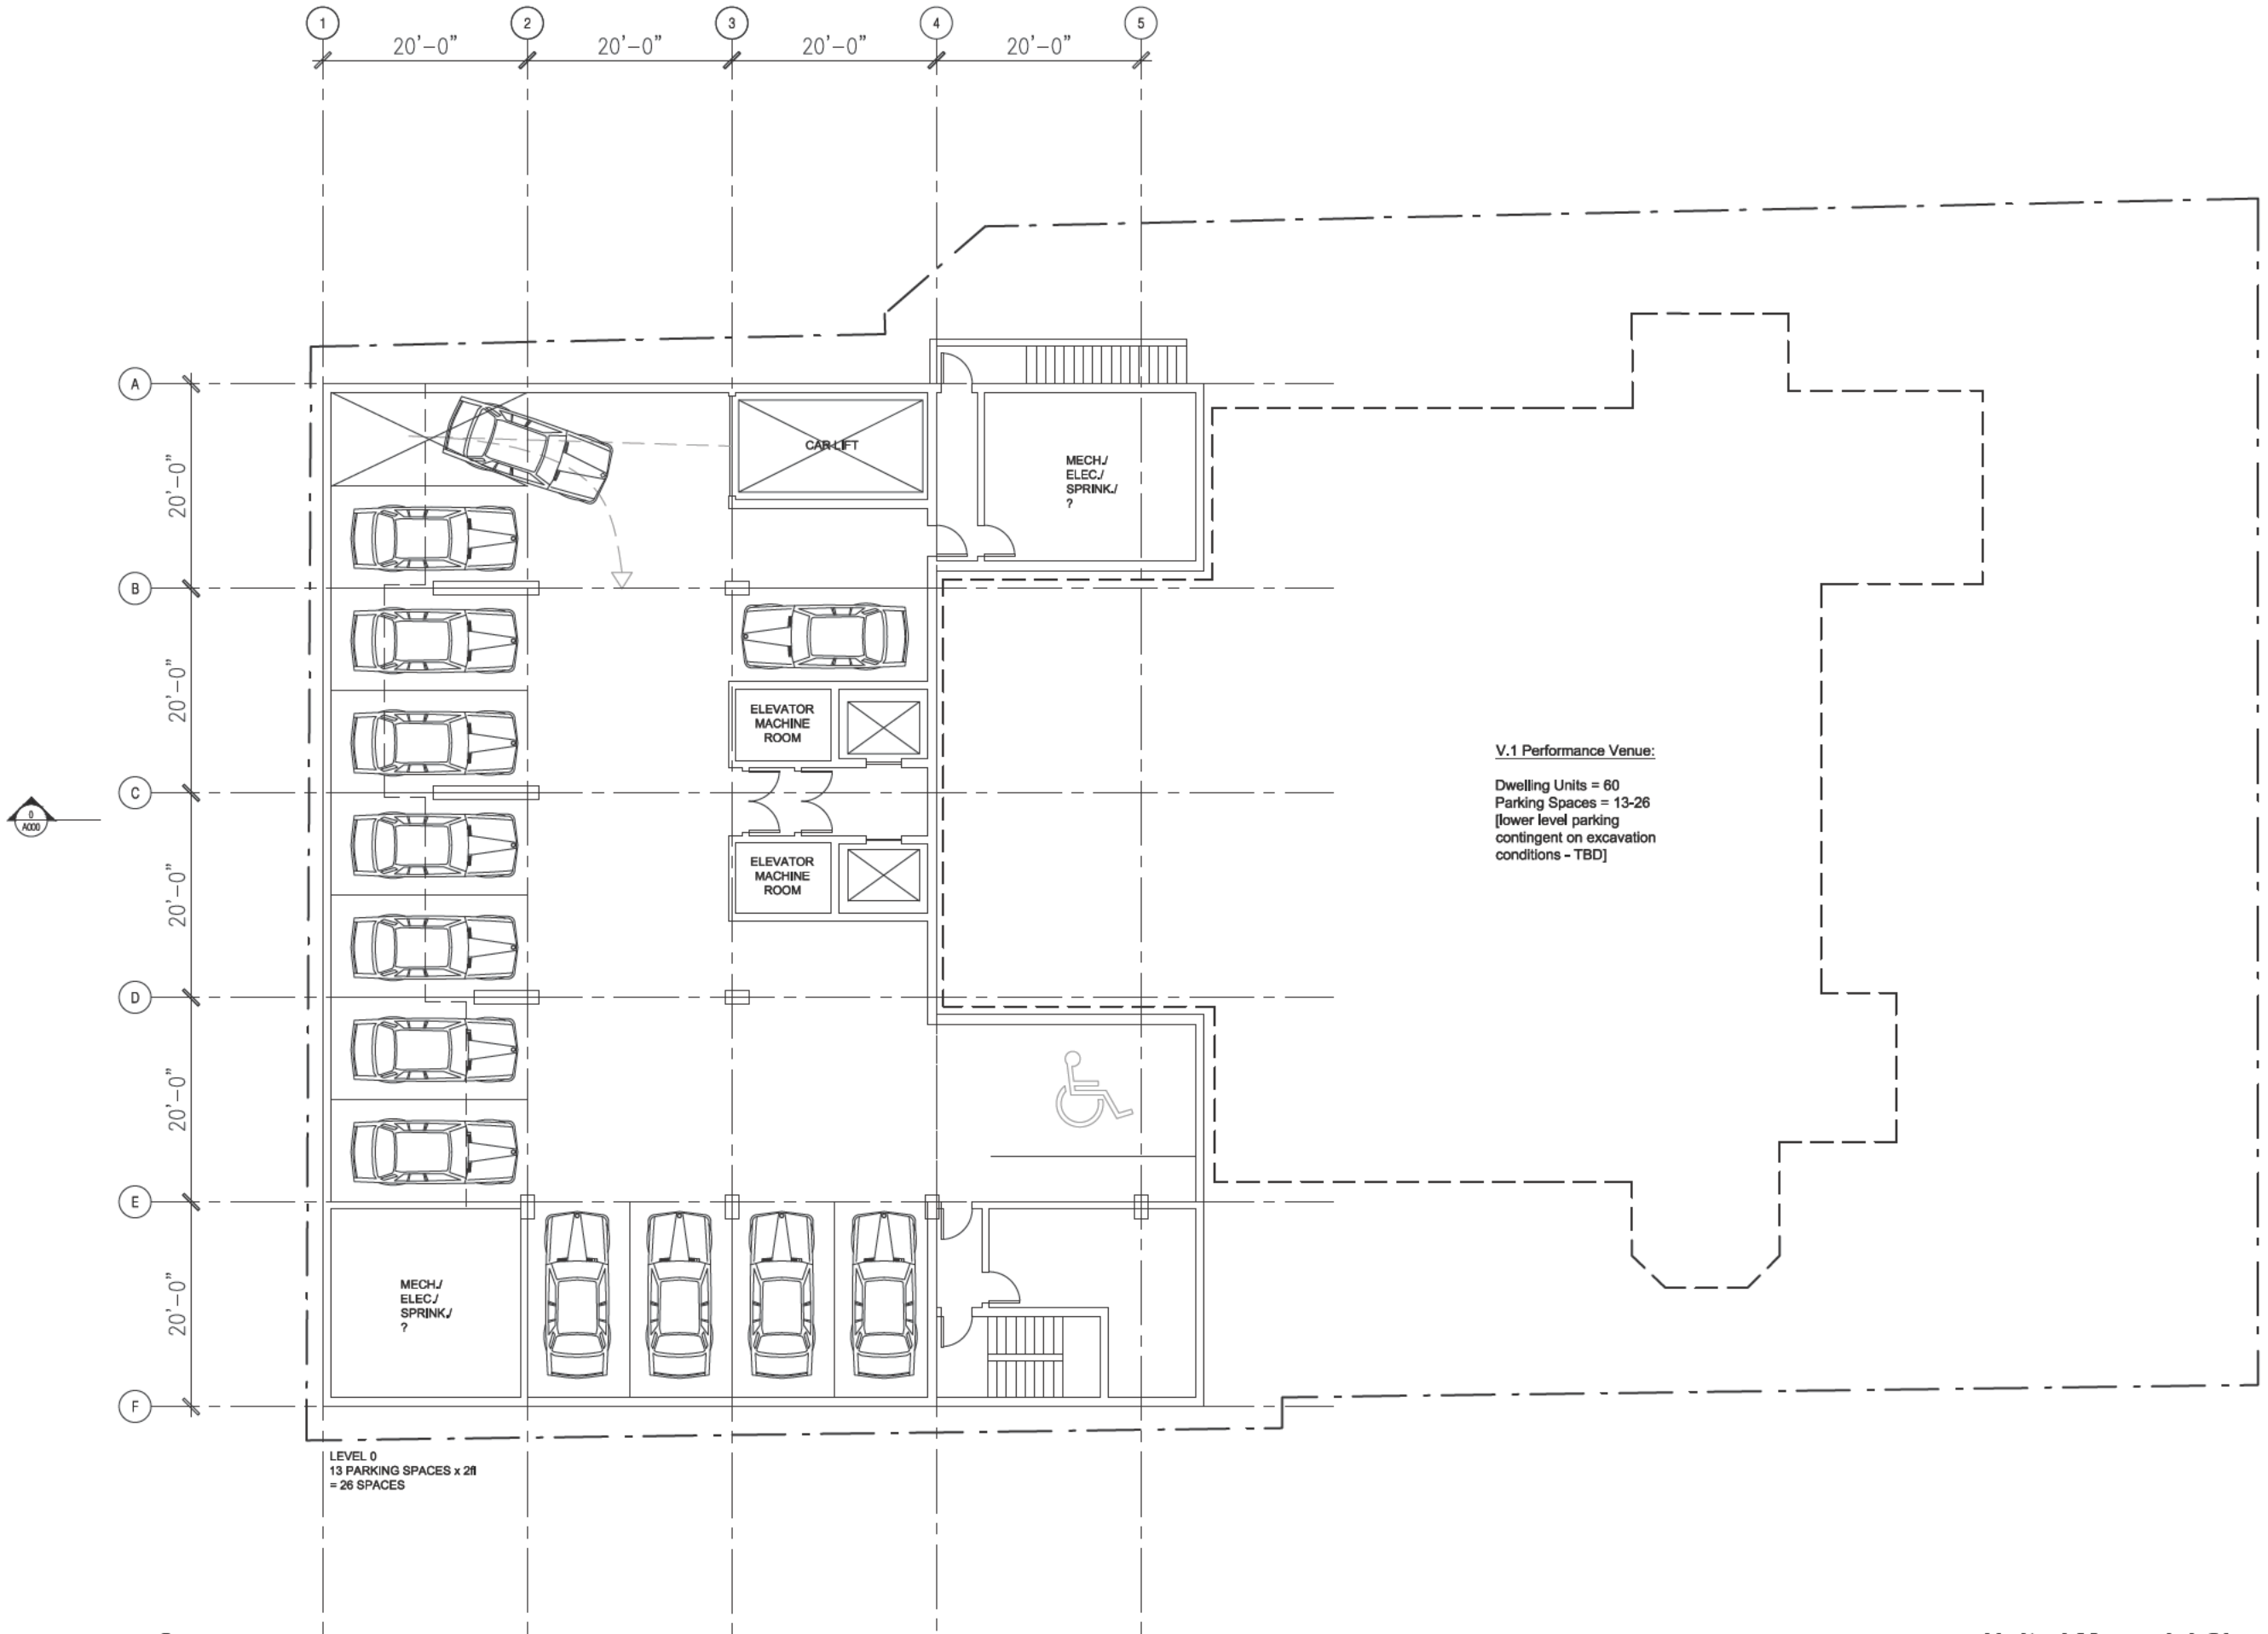 1
2
3
4
5
20'-0"
20'-0"
20'-0"
20'-0"
A
B
C
D
E
F
20'-0"
20'-0"
20'-0"
20'-0"
20'-0"
CAR LIFT
MECH./
ELEC./
SPRINK./
?
ELEVATOR
MACHINE
ROOM
ELEVATOR
MACHINE
ROOM
0
A000
V.1 Performance Venue:
Dwelling Units = 60
Parking Spaces = 13-26
[lower level parking
contingent on excavation
conditions - TBD]
MECH./
ELEC./
SPRINK./
?
LEVEL 0
13 PARKING SPACES x 2fl
= 26 SPACES